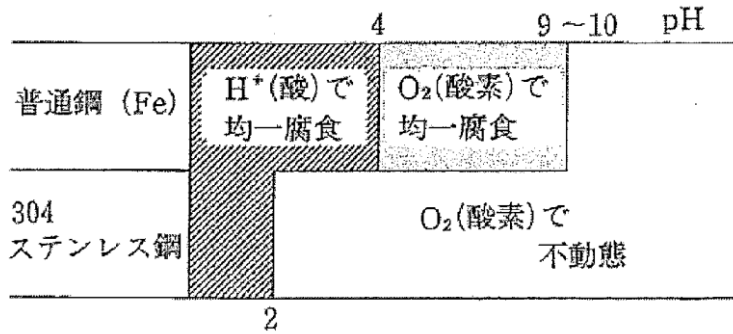 4 9～10 pH
普通鋼 (Fe)
H⁺(酸)で
均一腐食
O₂(酸素)で
均一腐食
304
ステンレス鋼
O₂(酸素)で
不動態
2